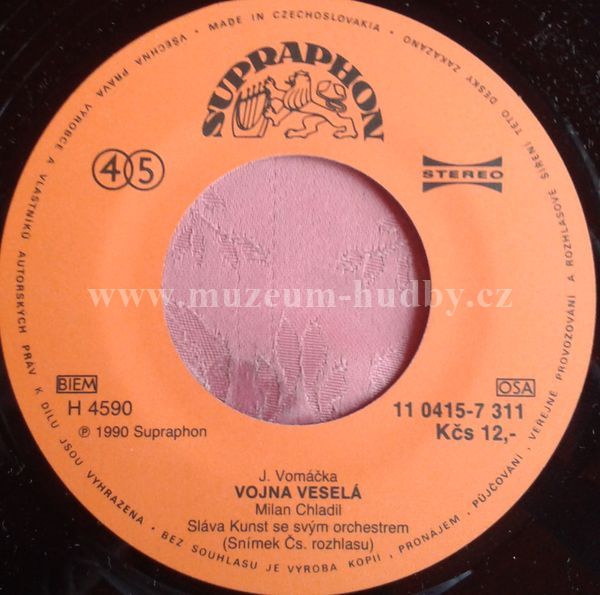 MADE IN CZECHOSLOVAKIA • VŠECHNA PRÁVA VÝROBCE A VLASTNÍKŮ AUTORSKÝCH PRÁV K DÍLU JSOU VYHRAZENA • BEZ SOUHLASU JE VÝROBA KOPIÍ, PRONÁJEM, PŮJČOVÁNÍ, VEŘEJNÉ PROVOZOVÁNÍ A ROZHLASOVÉ ŠÍŘENÍ TÉTO DESKY ZAKÁZÁNO •
SUPRAPHON
45
STEREO
www.muzeum-hudby.cz
BIEM
OSA
H 4590
11 0415-7 311
℗ 1990 Supraphon
Kčs 12,-
J. Vomáčka
VOJNA VESELÁ
Milan Chladil
Sláva Kunst se svým orchestrem
(Snímek Čs. rozhlasu)